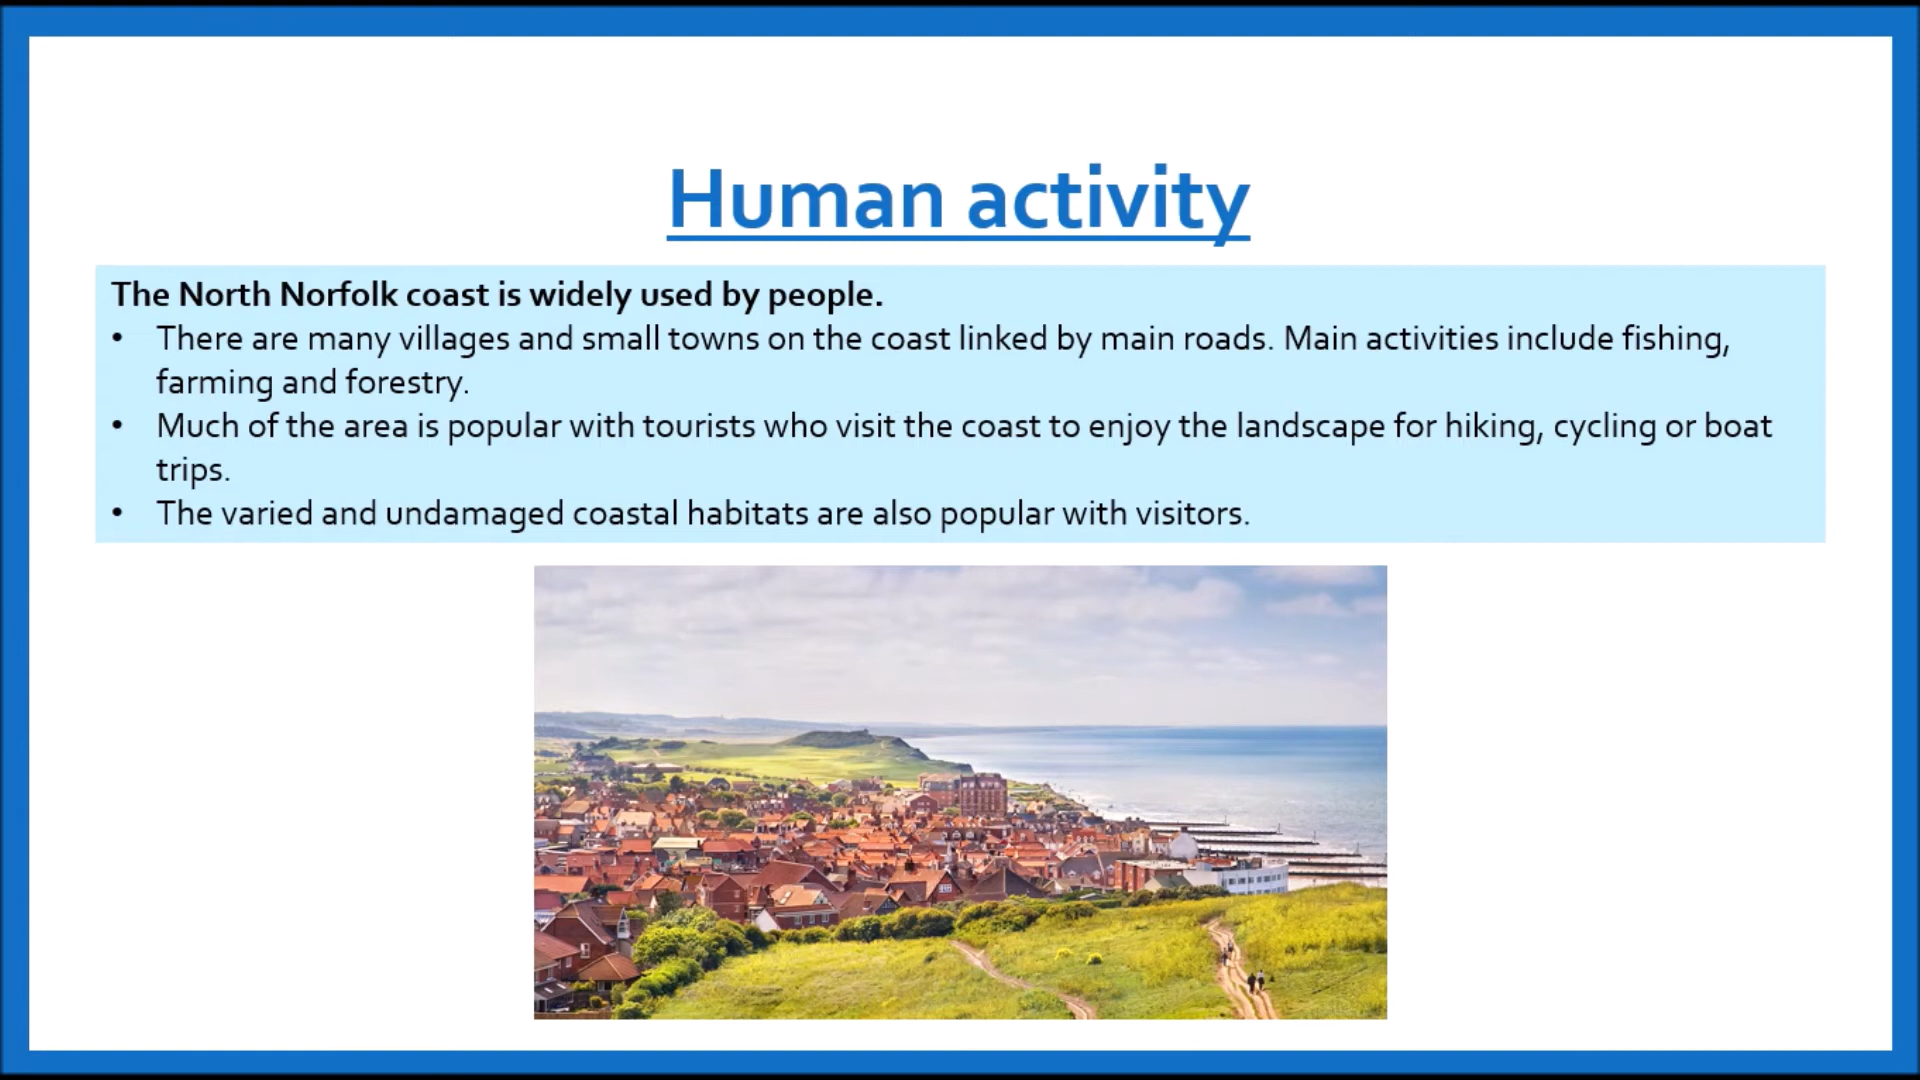 Human activity
The North Norfolk coast is widely used by people.
• There are many villages and small towns on the coast linked by main roads. Main activities include fishing,
farming and forestry.
• Much of the area is popular with tourists who visit the coast to enjoy the landscape for hiking, cycling or boat
trips.
• The varied and undamaged coastal habitats are also popular with visitors.